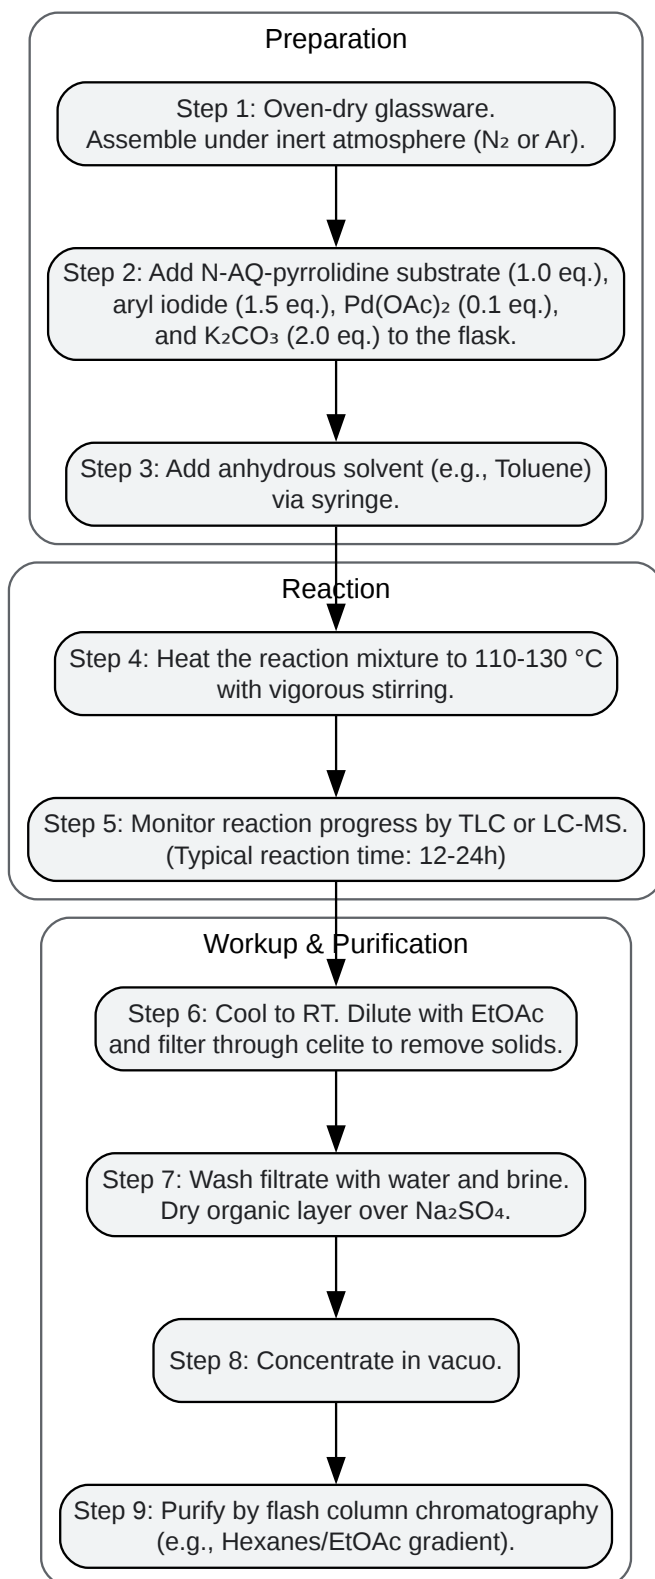 Preparation
Step 1: Oven-dry glassware.
Assemble under inert atmosphere (N₂ or Ar).
Step 2: Add N-AQ-pyrrolidine substrate (1.0 eq.),
aryl iodide (1.5 eq.), Pd(OAc)₂ (0.1 eq.),
and K₂CO₃ (2.0 eq.) to the flask.
Step 3: Add anhydrous solvent (e.g., Toluene)
via syringe.
Reaction
Step 4: Heat the reaction mixture to 110-130 °C
with vigorous stirring.
Step 5: Monitor reaction progress by TLC or LC-MS.
(Typical reaction time: 12-24h)
Workup & Purification
Step 6: Cool to RT. Dilute with EtOAc
and filter through celite to remove solids.
Step 7: Wash filtrate with water and brine.
Dry organic layer over Na₂SO₄.
Step 8: Concentrate in vacuo.
Step 9: Purify by flash column chromatography
(e.g., Hexanes/EtOAc gradient).